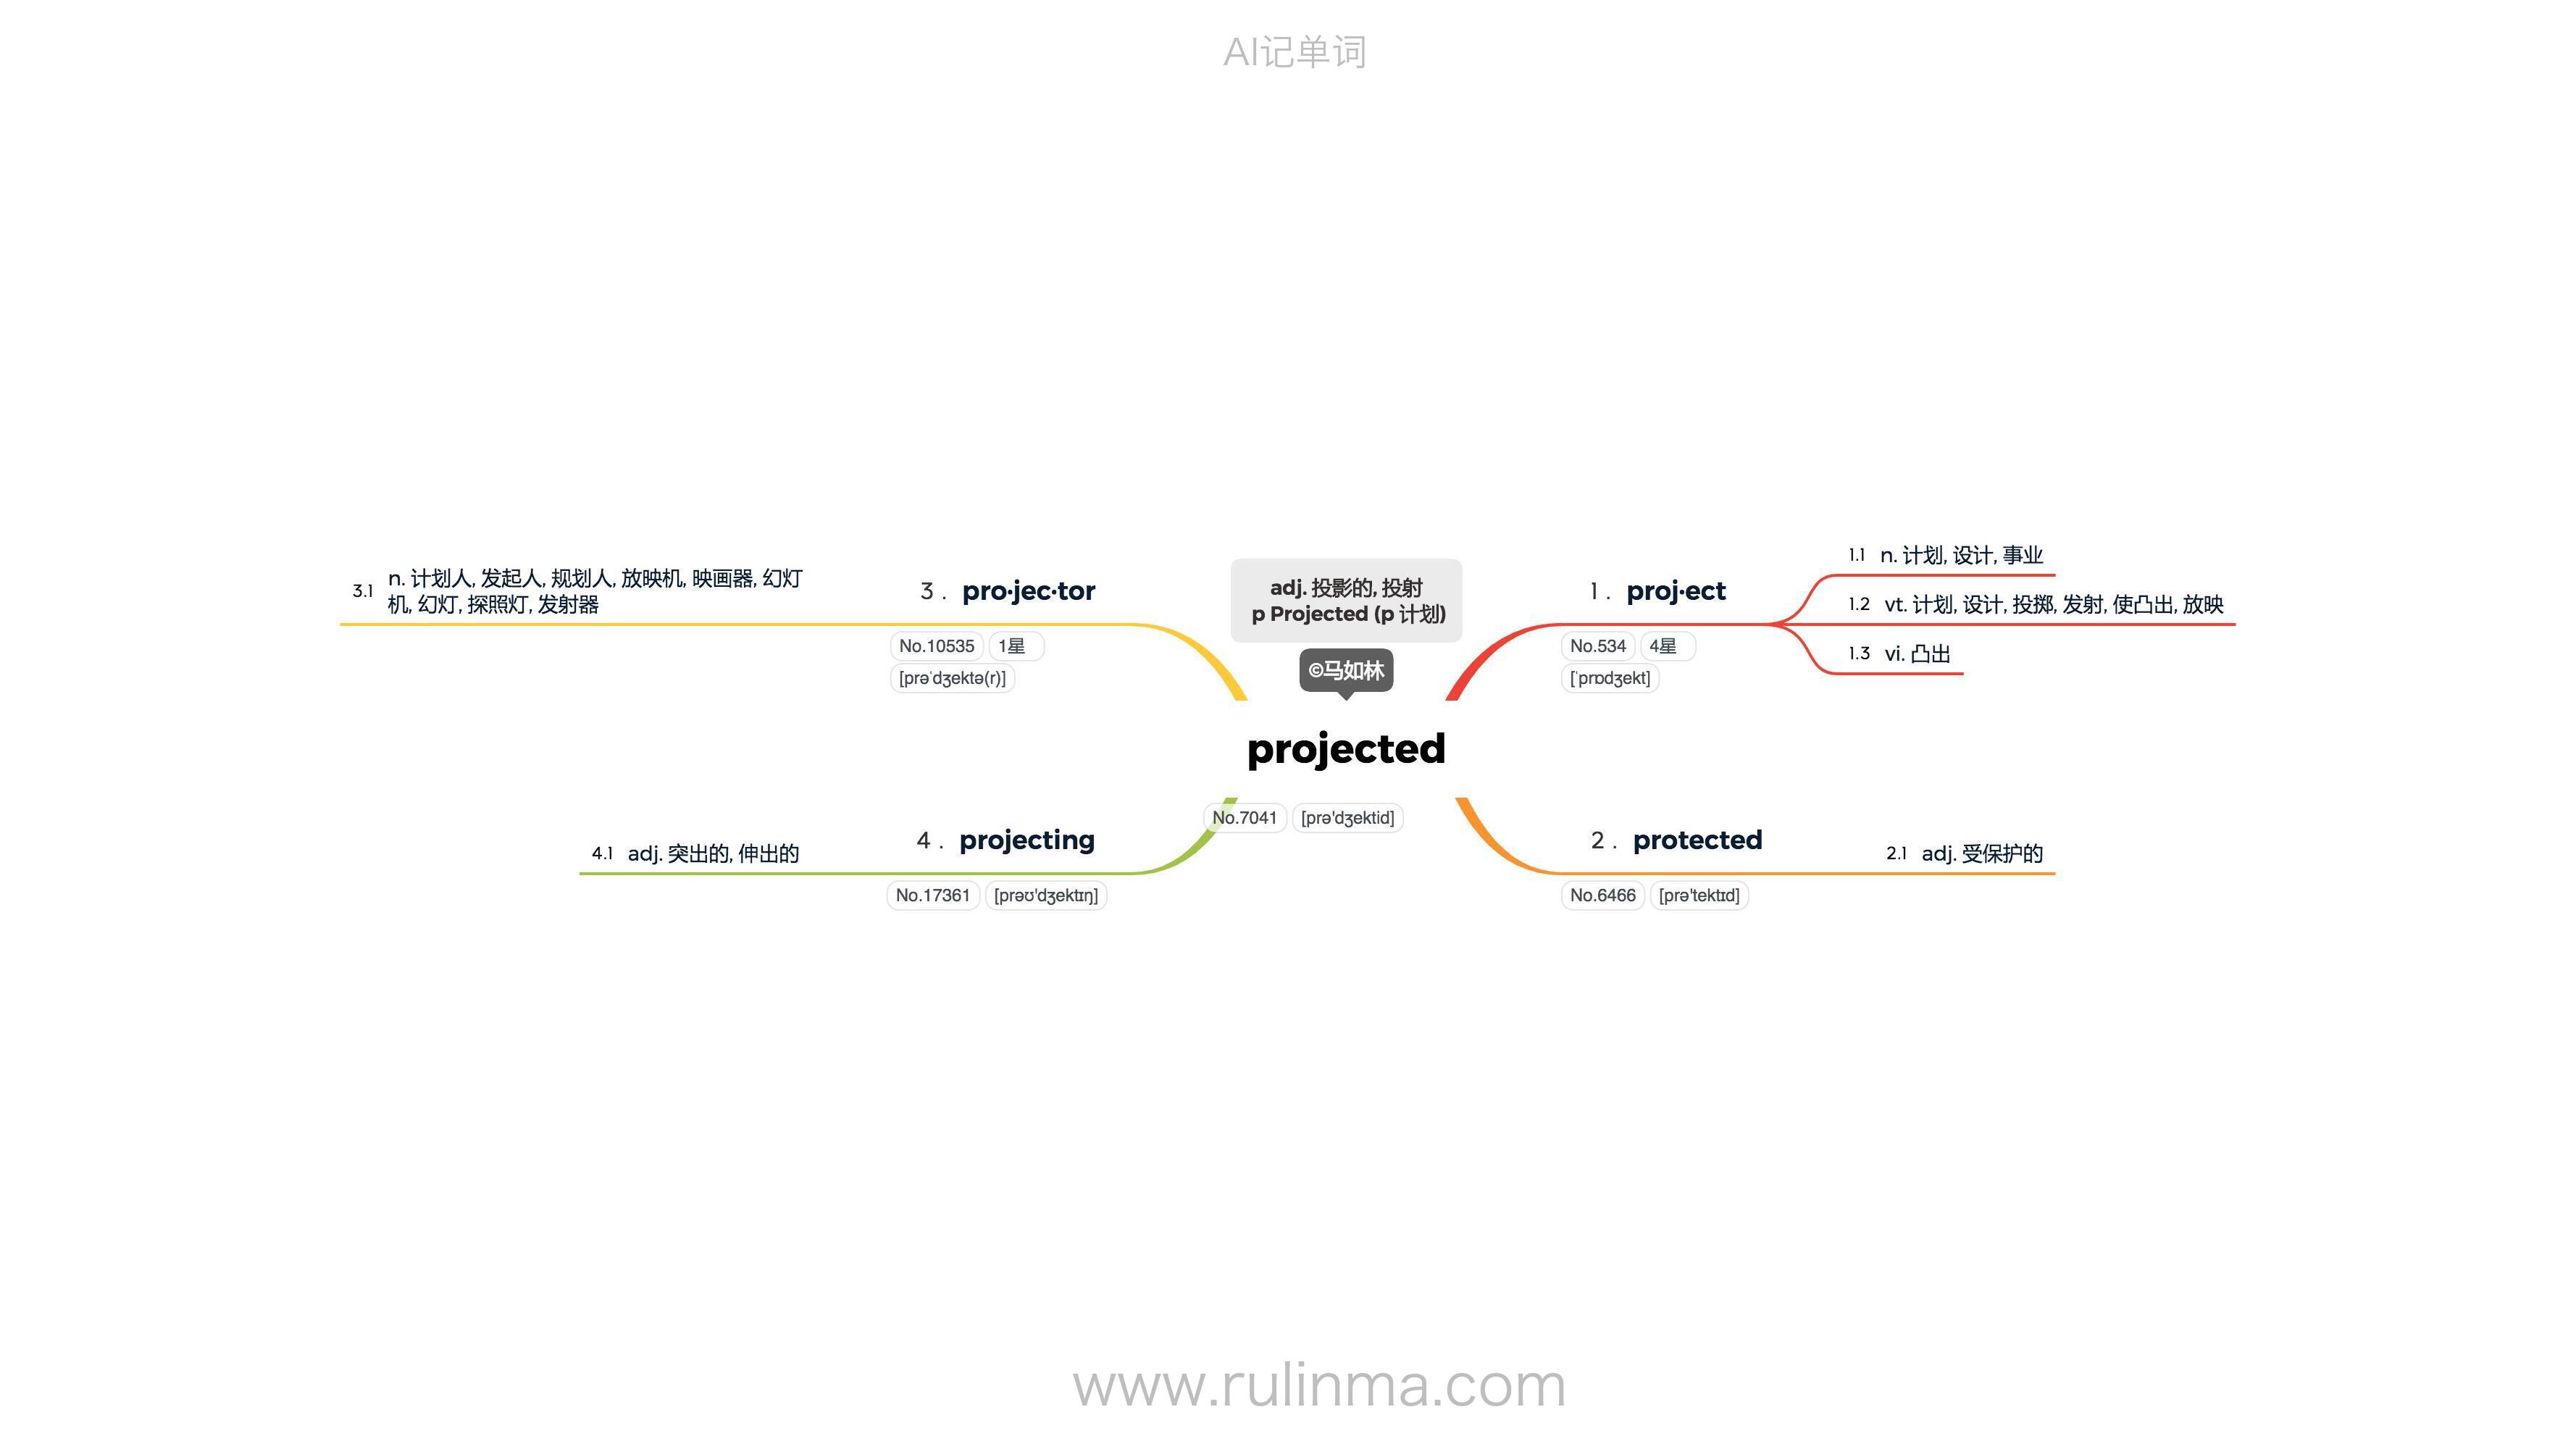 AI记单词
adj. 投影的, 投射
p Projected (p 计划)
©马如林
projected
No.7041 [prə'dʒektid]
1 . proj·ect
No.534 4星
[ˈprɒdʒekt]
1.1 n. 计划, 设计, 事业
1.2 vt. 计划, 设计, 投掷, 发射, 使凸出, 放映
1.3 vi. 凸出
2 . protected
No.6466 [prə'tektɪd]
2.1 adj. 受保护的
3 . pro·jec·tor
No.10535 1星
[prəˈdʒektə(r)]
3.1 n. 计划人, 发起人, 规划人, 放映机, 映画器, 幻灯
机, 幻灯, 探照灯, 发射器
4 . projecting
No.17361 [prəʊ'dʒektɪŋ]
4.1 adj. 突出的, 伸出的
www.rulinma.com